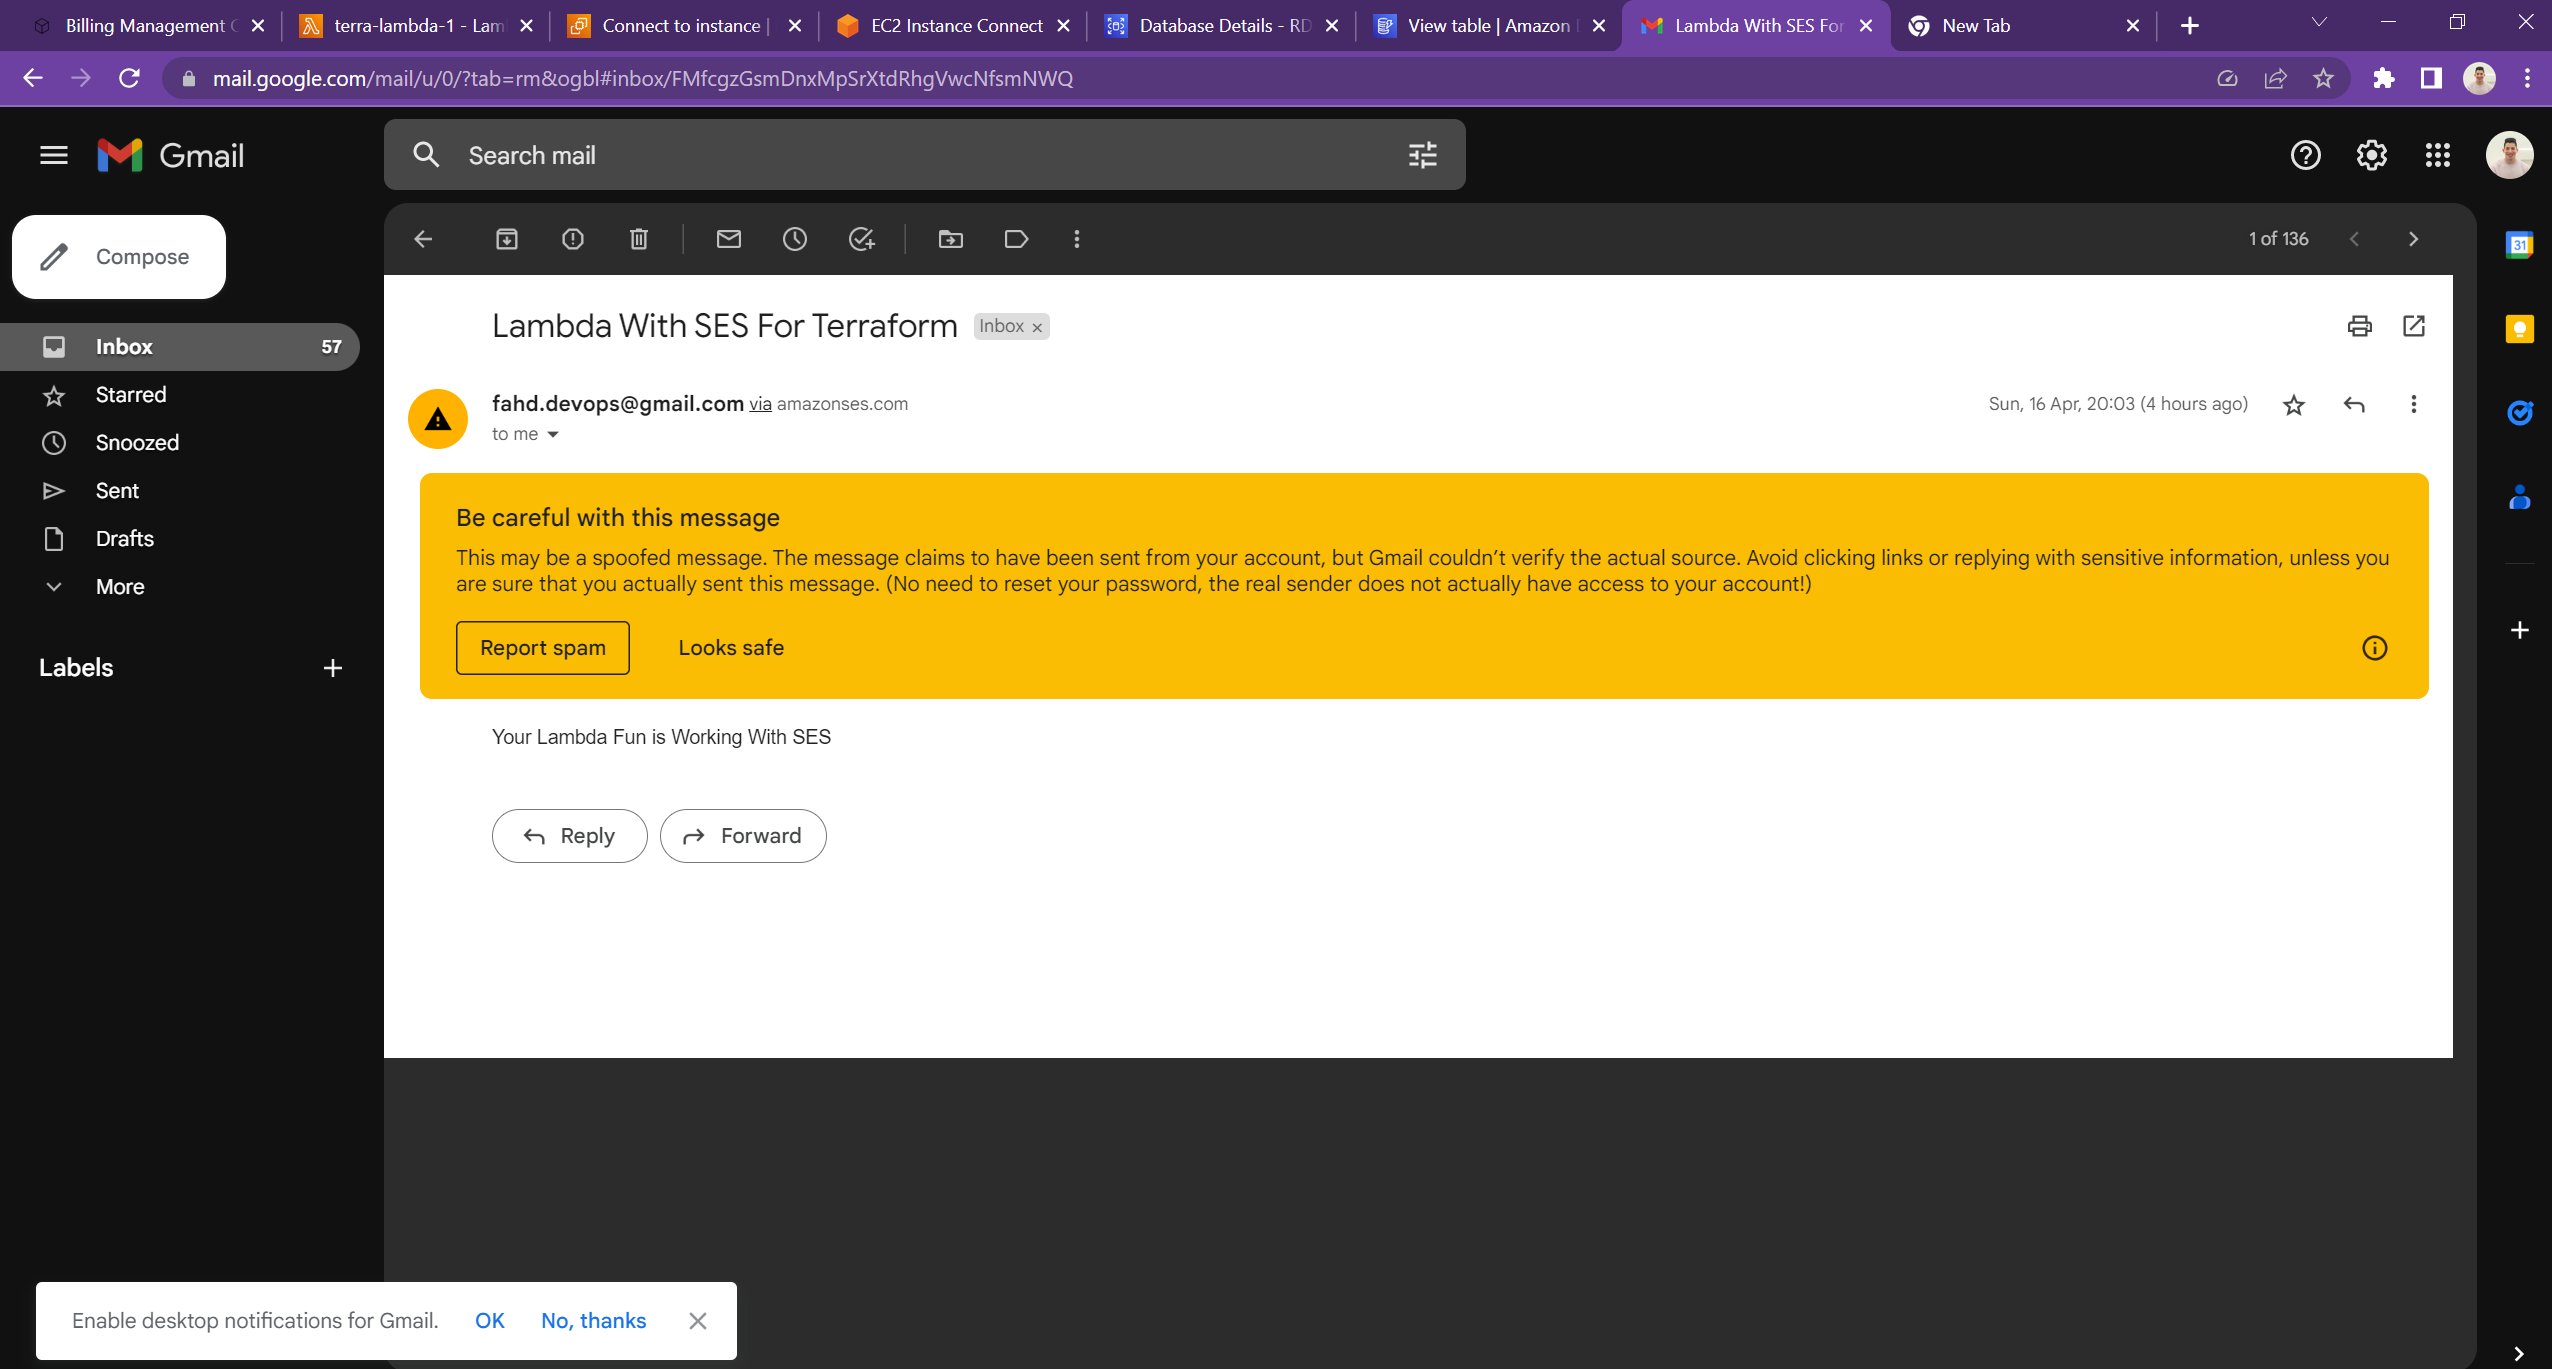 Billing Management C
terra-lambda-1 - Lam
Connect to instance |
EC2 Instance Connect
Database Details - RD
View table | Amazon D
Lambda With SES For
New Tab
mail.google.com/mail/u/0/?tab=rm&ogbl#inbox/FMfcgzGsmDnxMpSrXtdRhgVwcNfsmNWQ
Gmail
Search mail
Compose
1 of 136
31
Inbox 57
Starred
Snoozed
Sent
Drafts
More
Labels
Lambda With SES For Terraform Inbox x
fahd.devops@gmail.com via amazonses.com
Sun, 16 Apr, 20:03 (4 hours ago)
to me
Be careful with this message
This may be a spoofed message. The message claims to have been sent from your account, but Gmail couldn’t verify the actual source. Avoid clicking links or replying with sensitive information, unless you
are sure that you actually sent this message. (No need to reset your password, the real sender does not actually have access to your account!)
Report spam
Looks safe
Your Lambda Fun is Working With SES
Reply
Forward
Enable desktop notifications for Gmail. OK No, thanks